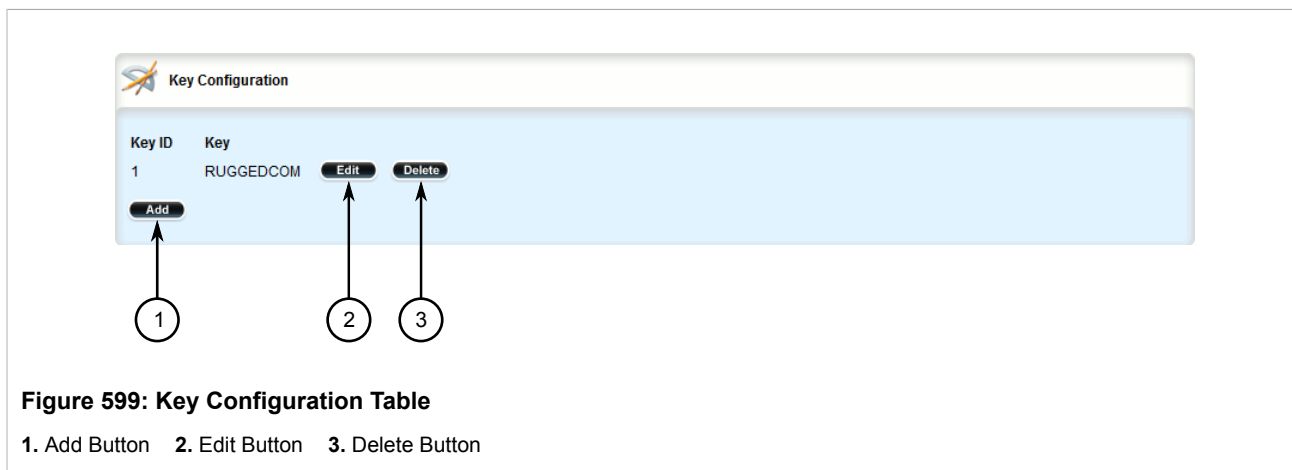 Key Configuration
Key ID Key
1 RUGGEDCOM Edit Delete
Add
1 2 3
Figure 599: Key Configuration Table
1. Add Button 2. Edit Button 3. Delete Button